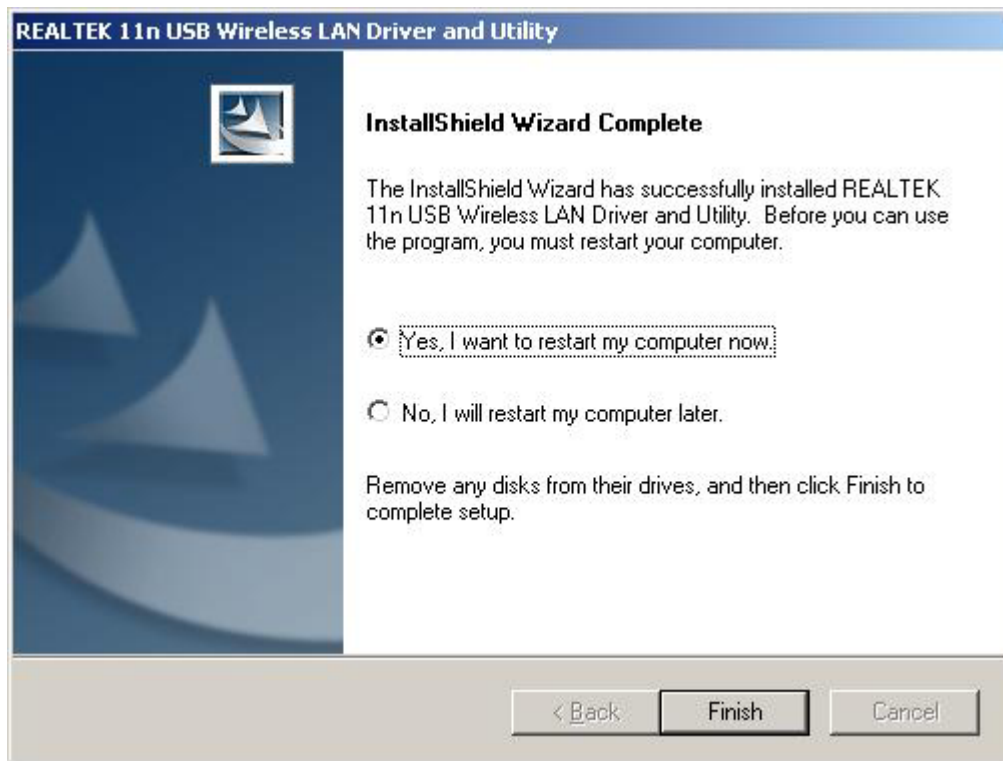 REALTEK 11n USB Wireless LAN Driver and Utility
InstallShield Wizard Complete
The InstallShield Wizard has successfully installed REALTEK
11n USB Wireless LAN Driver and Utility.  Before you can use
the program, you must restart your computer.
Yes, I want to restart my computer now.
No, I will restart my computer later.
Remove any disks from their drives, and then click Finish to
complete setup.
< Back
Finish
Cancel